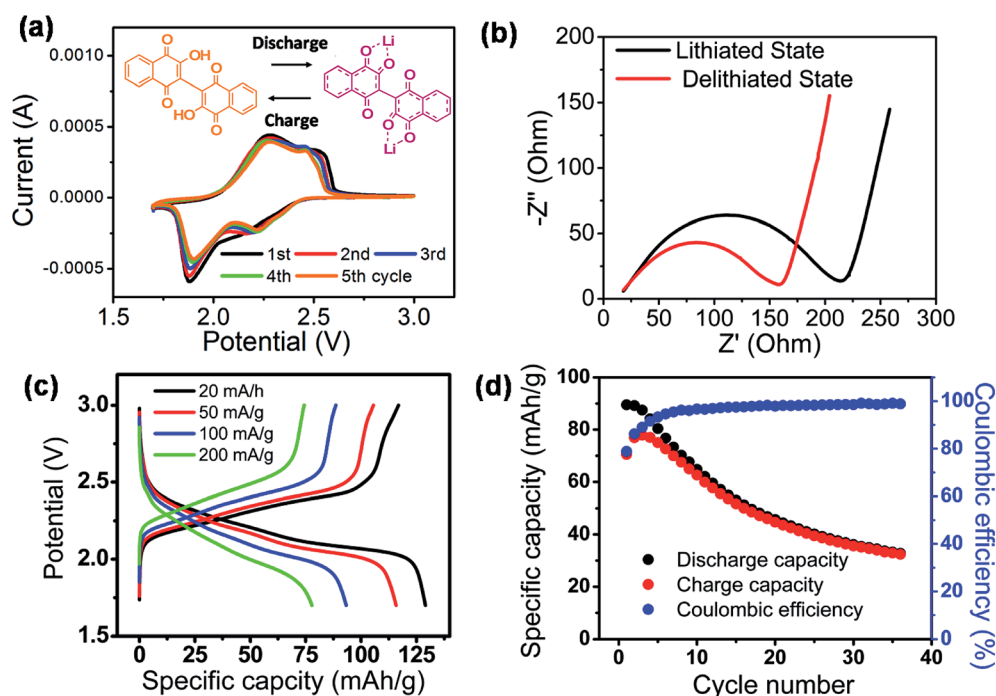 (a)
0.0010
0.0005
0.0000
-0.0005
Current (A)
2.0
2.5
3.0
Potential (V)
Discharge
Charge
O
OH
O
O
HO
O
Li
O
O
O
O
O
O
Li
1st
2nd
3rd
4th
5th cycle
(b)
200
150
100
50
0
-Z" (Ohm)
0
50
100
150
200
250
300
Z' (Ohm)
Lithiated State
Delithiated State
(c)
3.0
2.5
2.0
1.5
Potential (V)
0
25
50
75
100
125
Specific capcity (mAh/g)
20 mA/h
50 mA/g
100 mA/g
200 mA/g
(d)
100
80
60
40
20
0
Specific capacity (mAh/g)
0
10
20
30
40
Cycle number
100
80
60
40
20
0
Coulombic efficiency (%)
Discharge capacity
Charge capacity
Coulombic efficiency